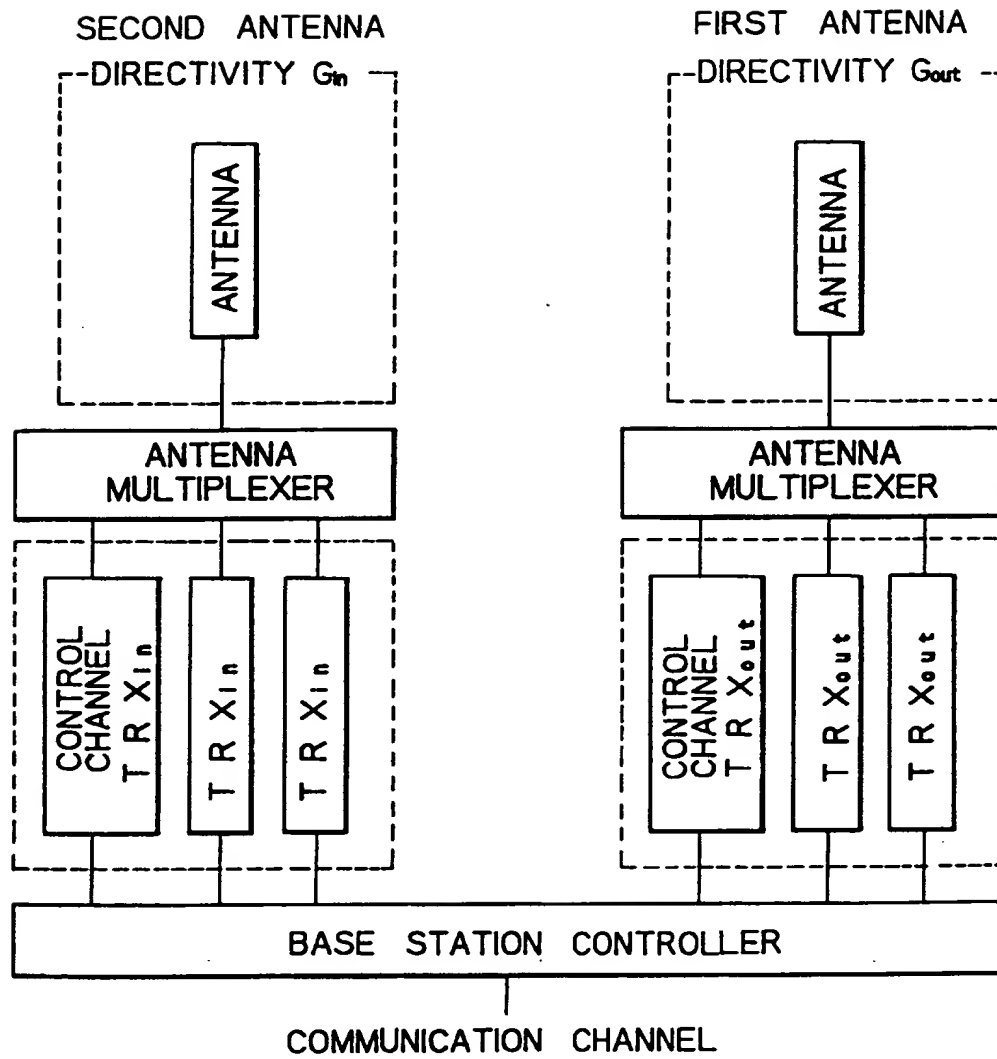 SECOND ANTENNA
DIRECTIVITY Gin
ANTENNA
ANTENNA
MULTIPLEXER
CONTROL
CHANNEL
TRXin
TRXin
TRXin
FIRST ANTENNA
DIRECTIVITY Gout
ANTENNA
ANTENNA
MULTIPLEXER
CONTROL
CHANNEL
TRXout
TRXout
TRXout
BASE STATION CONTROLLER
COMMUNICATION CHANNEL